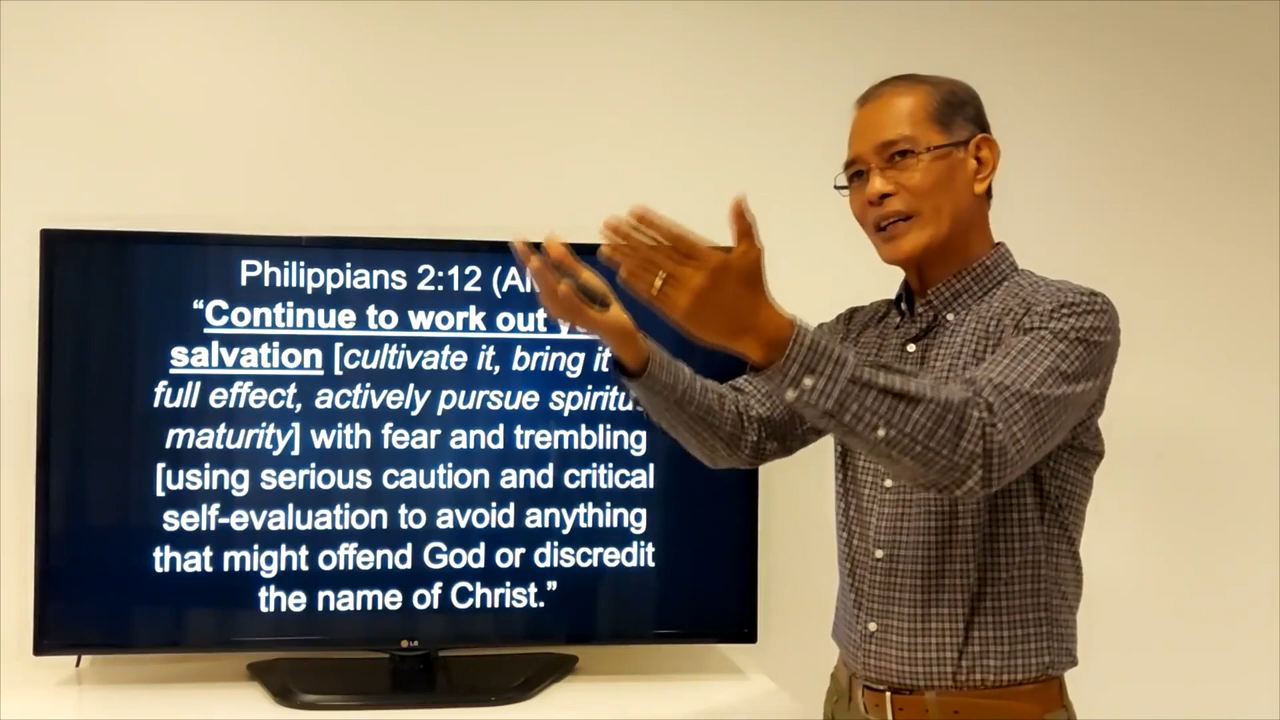 Philippians 2:12
“Continue to work out
salvation [cultivate it, bring it
full effect, actively pursue
maturity] with fear and trembling
[using serious caution and critical
self-evaluation to avoid anything
that might offend God or discredit
the name of Christ.”
LG